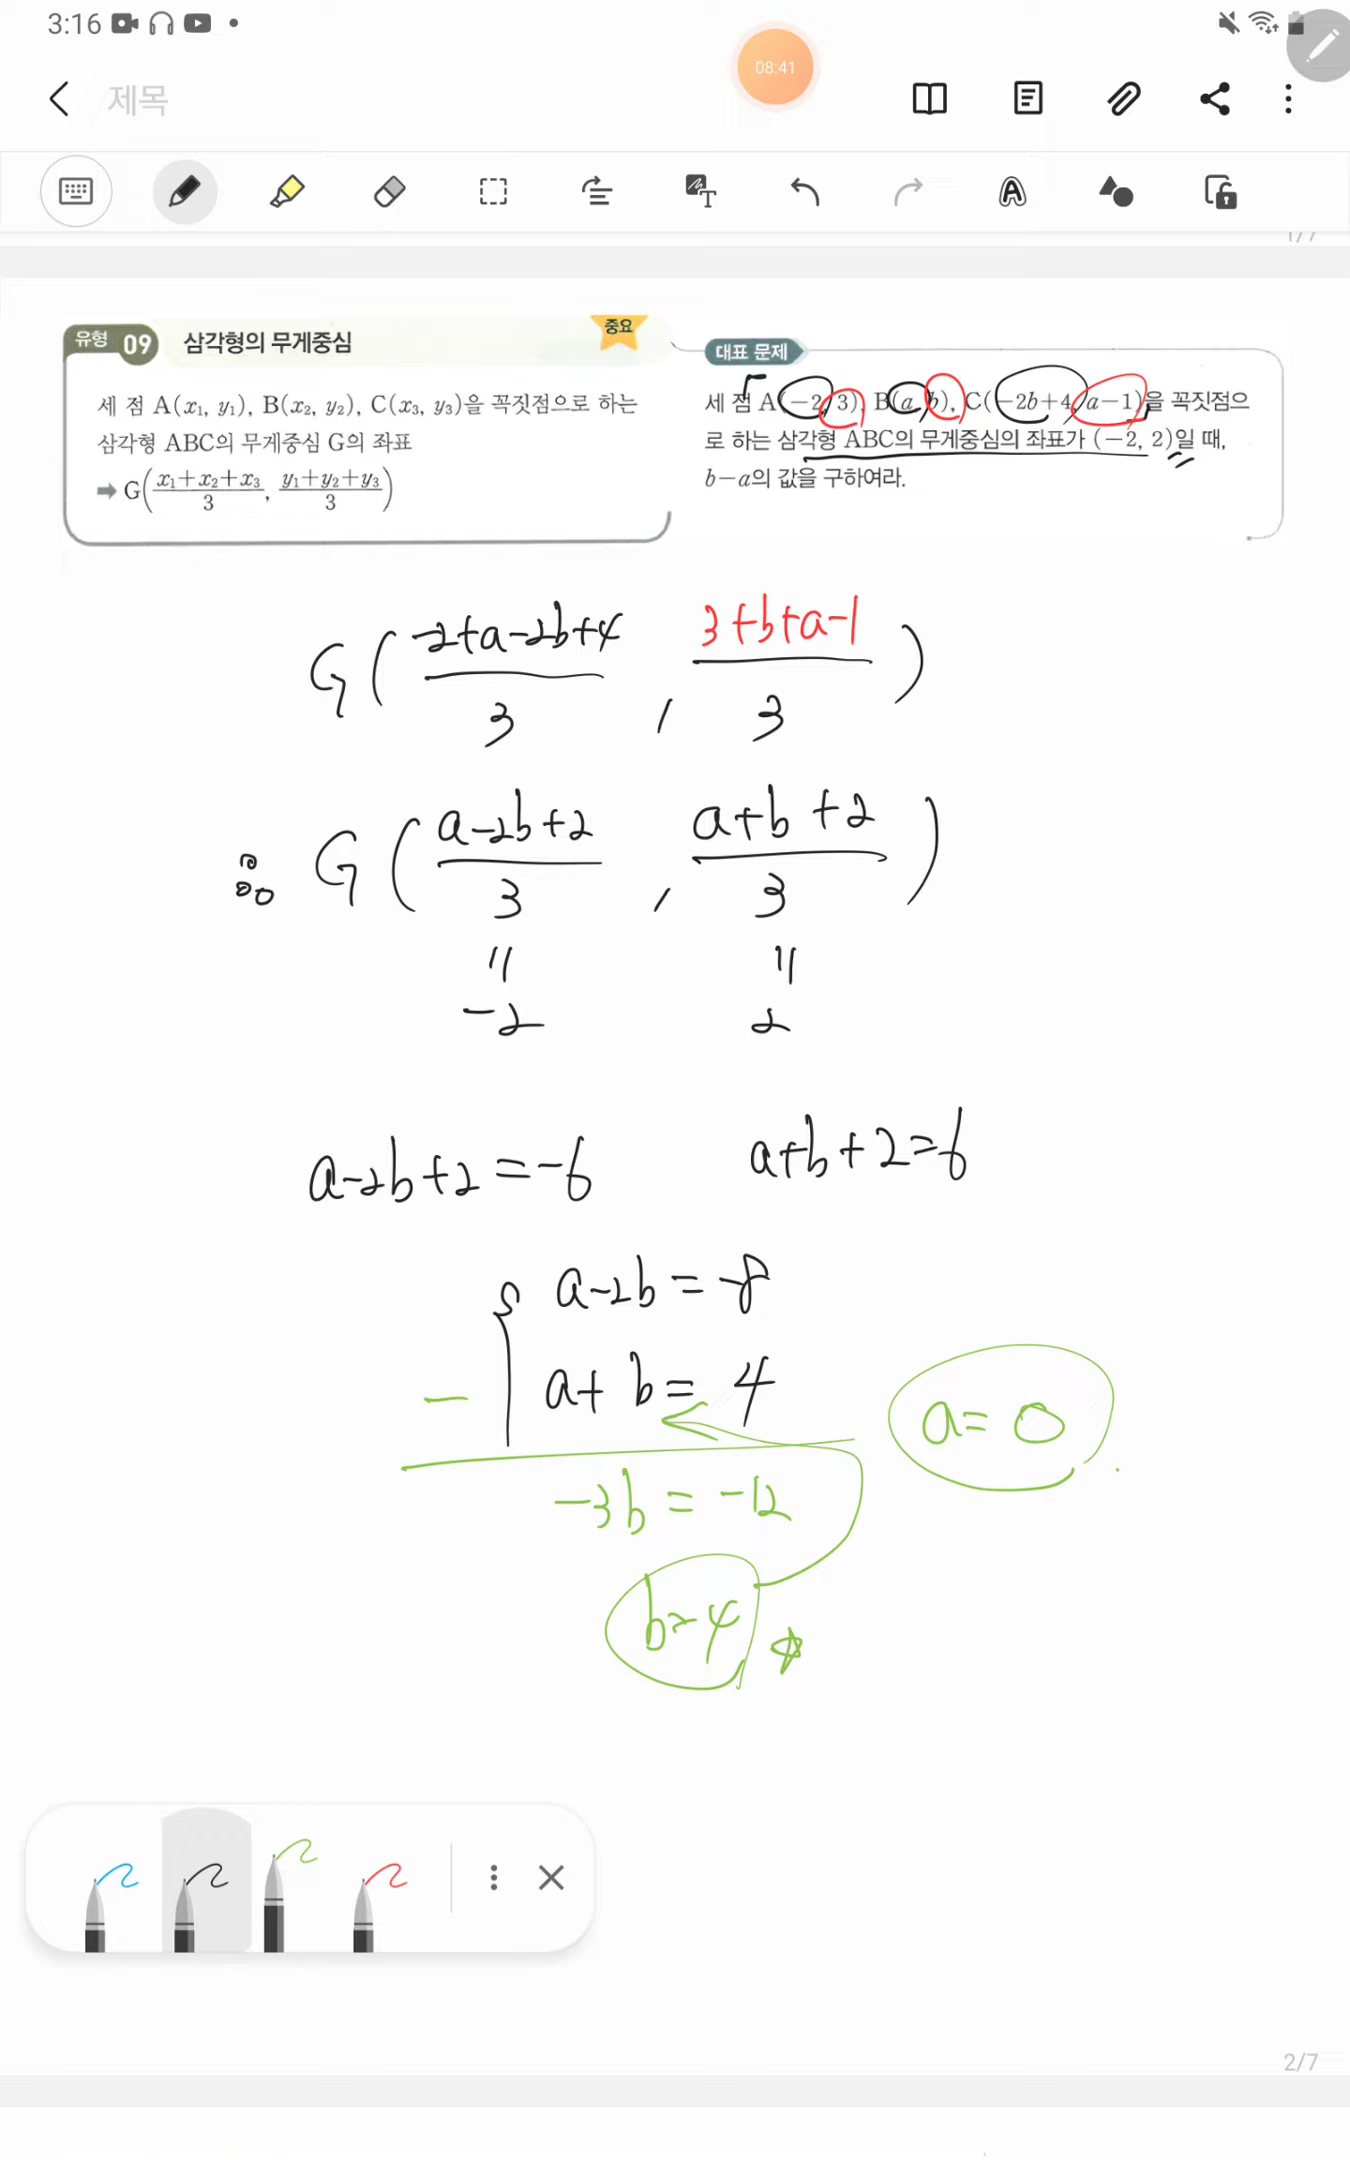 3:16
08:41
제목
1/7
유형 09 삼각형의 무게중심
중요
세 점 A(x₁, y₁), B(x₂, y₂), C(x₃, y₃)을 꼭짓점으로 하는
삼각형 ABC의 무게중심 G의 좌표
➡ G((x₁+x₂+x₃)/3, (y₁+y₂+y₃)/3)
대표 문제
세 점 A(−2, 3), B(a, b), C(−2b+4, a−1)을 꼭짓점으
로 하는 삼각형 ABC의 무게중심의 좌표가 (−2, 2)일 때,
b−a의 값을 구하여라.
G((-2+a-2b+4)/3, (3+b+a-1)/3)
∴ G((a-2b+2)/3, (a+b+2)/3)
= =
-2 2
a-2b+2=-6 a+b+2=6
a-2b=-8
- a+b=4
a=0
-3b=-12
b=4
2/7